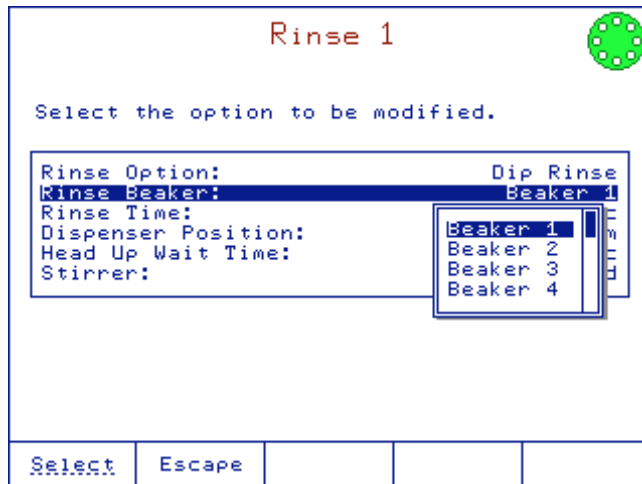 Rinse 1
Select the option to be modified.
Rinse Option: Dip Rinse
Rinse Beaker: Beaker 1
Rinse Time:
Dispenser Position:
Head Up Wait Time:
Stirrer:
Beaker 1
Beaker 2
Beaker 3
Beaker 4
Select Escape